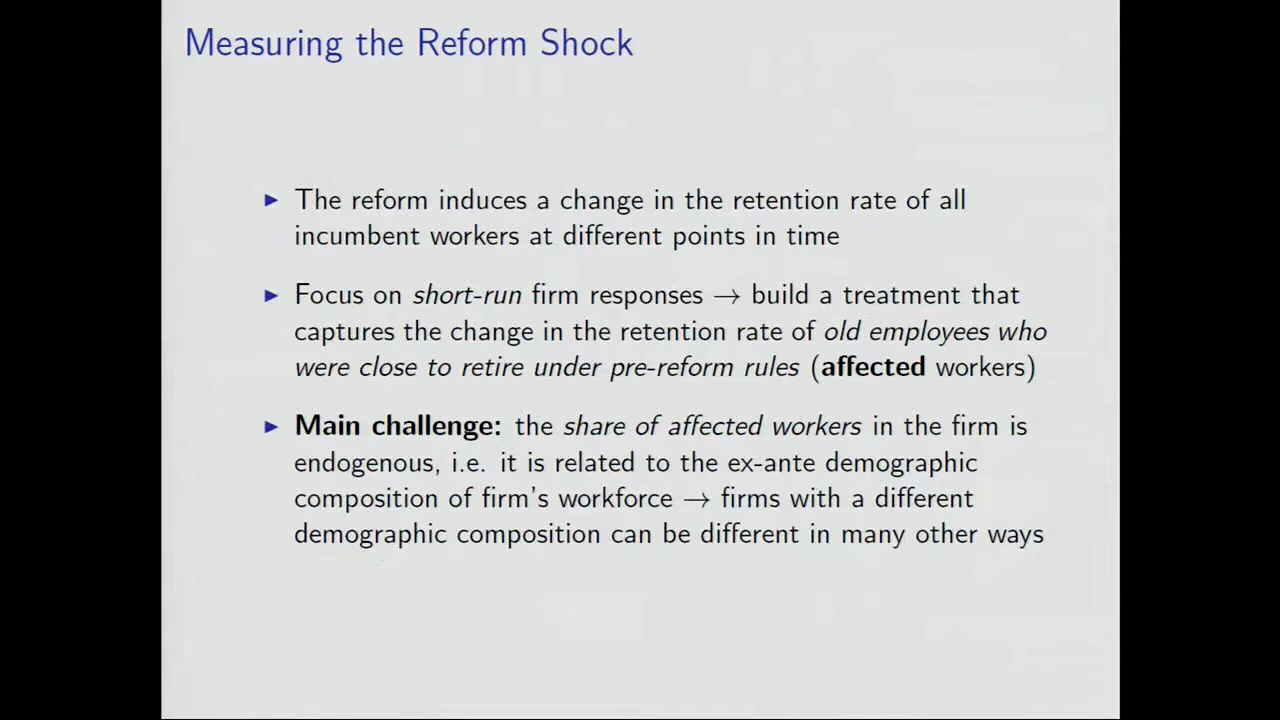 Measuring the Reform Shock
▶ The reform induces a change in the retention rate of all
incumbent workers at different points in time
▶ Focus on short-run firm responses → build a treatment that
captures the change in the retention rate of old employees who
were close to retire under pre-reform rules (affected workers)
▶ Main challenge: the share of affected workers in the firm is
endogenous, i.e. it is related to the ex-ante demographic
composition of firm's workforce → firms with a different
demographic composition can be different in many other ways